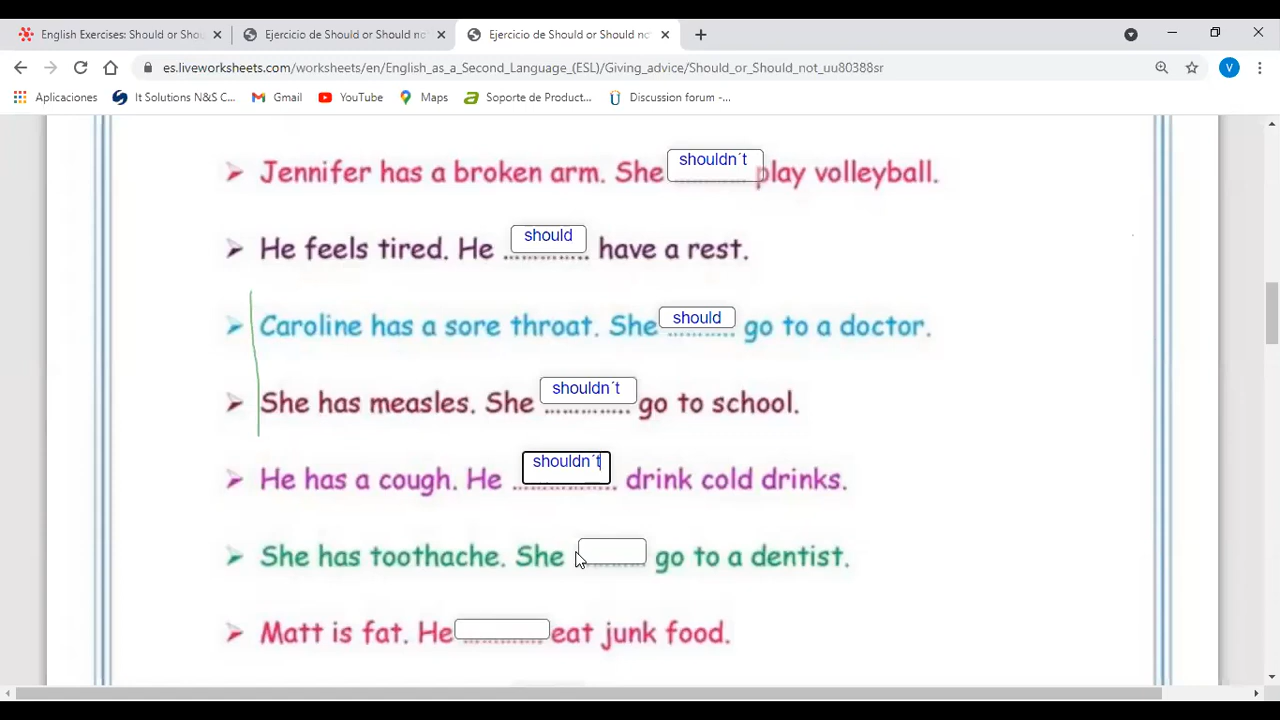 English Exercises: Should or Shou
Ejercicio de Should or Should no
Ejercicio de Should or Should no
es.liveworksheets.com/worksheets/en/English_as_a_Second_Language_(ESL)/Giving_advice/Should_or_Should_not_uu80388sr
V
Aplicaciones
It Solutions N&S C...
Gmail
YouTube
Maps
Soporte de Product...
Discussion forum -...
Jennifer has a broken arm. She shouldn´t play volleyball.
He feels tired. He should have a rest.
Caroline has a sore throat. She should go to a doctor.
She has measles. She shouldn´t go to school.
He has a cough. He shouldn´t drink cold drinks.
She has toothache. She ........... go to a dentist.
Matt is fat. He ............ eat junk food.